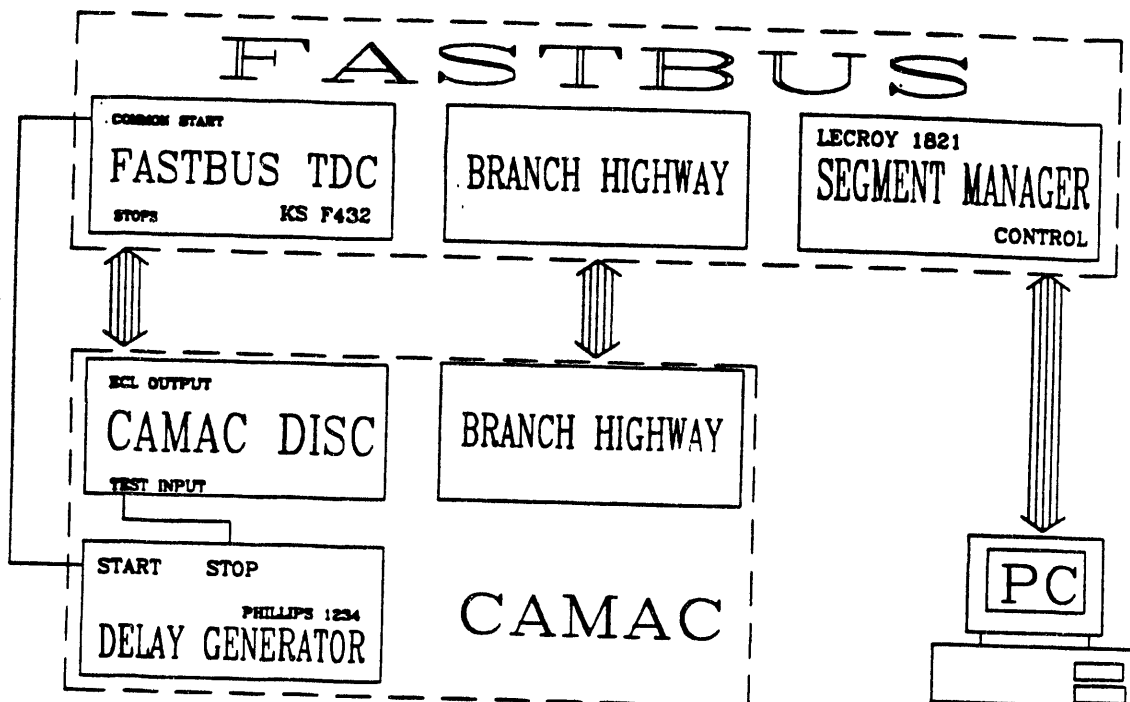 FASTBUS
COMMON START
FASTBUS TDC
STOPS KS F432
BRANCH HIGHWAY
LECROY 1821
SEGMENT MANAGER
CONTROL
ECL OUTPUT
CAMAC DISC
TEST INPUT
BRANCH HIGHWAY
START STOP
PHILLIPS 1234
DELAY GENERATOR
CAMAC
PC